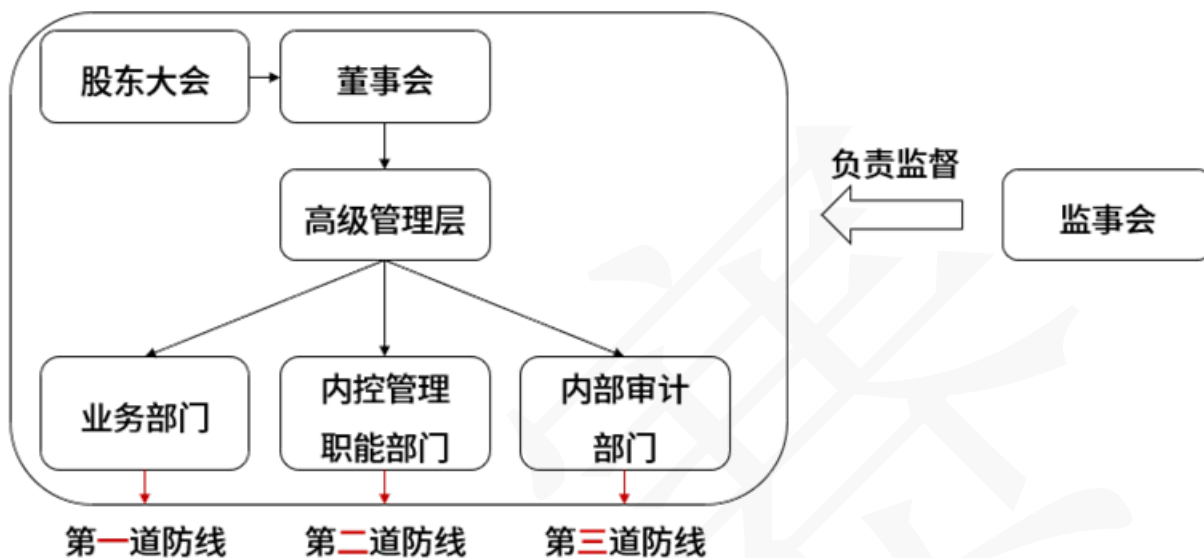 股东大会
董事会
负责监督
高级管理层
监事会
业务部门
内控管理
职能部门
内部审计
部门
第一道防线
第二道防线
第三道防线